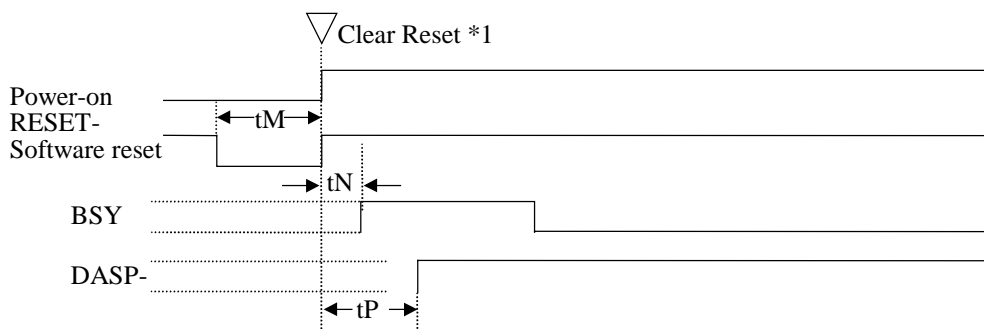 Clear Reset *1
Power-on
RESET-
Software reset
tM
tN
BSY
DASP-
tP